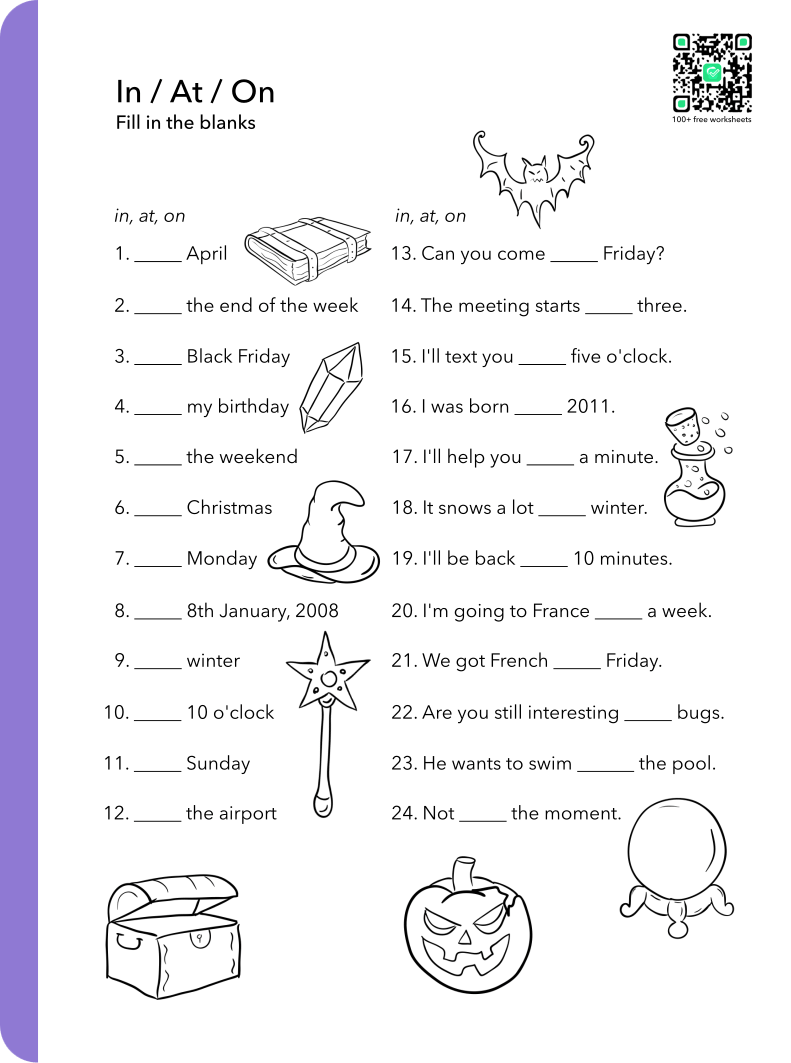 100+ free worksheets
In / At / On
Fill in the blanks
in, at, on
1. _____ April
2. _____ the end of the week
3. _____ Black Friday
4. _____ my birthday
5. _____ the weekend
6. _____ Christmas
7. _____ Monday
8. _____ 8th January, 2008
9. _____ winter
10. _____ 10 o'clock
11. _____ Sunday
12. _____ the airport
in, at, on
13. Can you come _____ Friday?
14. The meeting starts _____ three.
15. I'll text you _____ five o'clock.
16. I was born _____ 2011.
17. I'll help you _____ a minute.
18. It snows a lot _____ winter.
19. I'll be back _____ 10 minutes.
20. I'm going to France _____ a week.
21. We got French _____ Friday.
22. Are you still interesting _____ bugs.
23. He wants to swim ______ the pool.
24. Not _____ the moment.